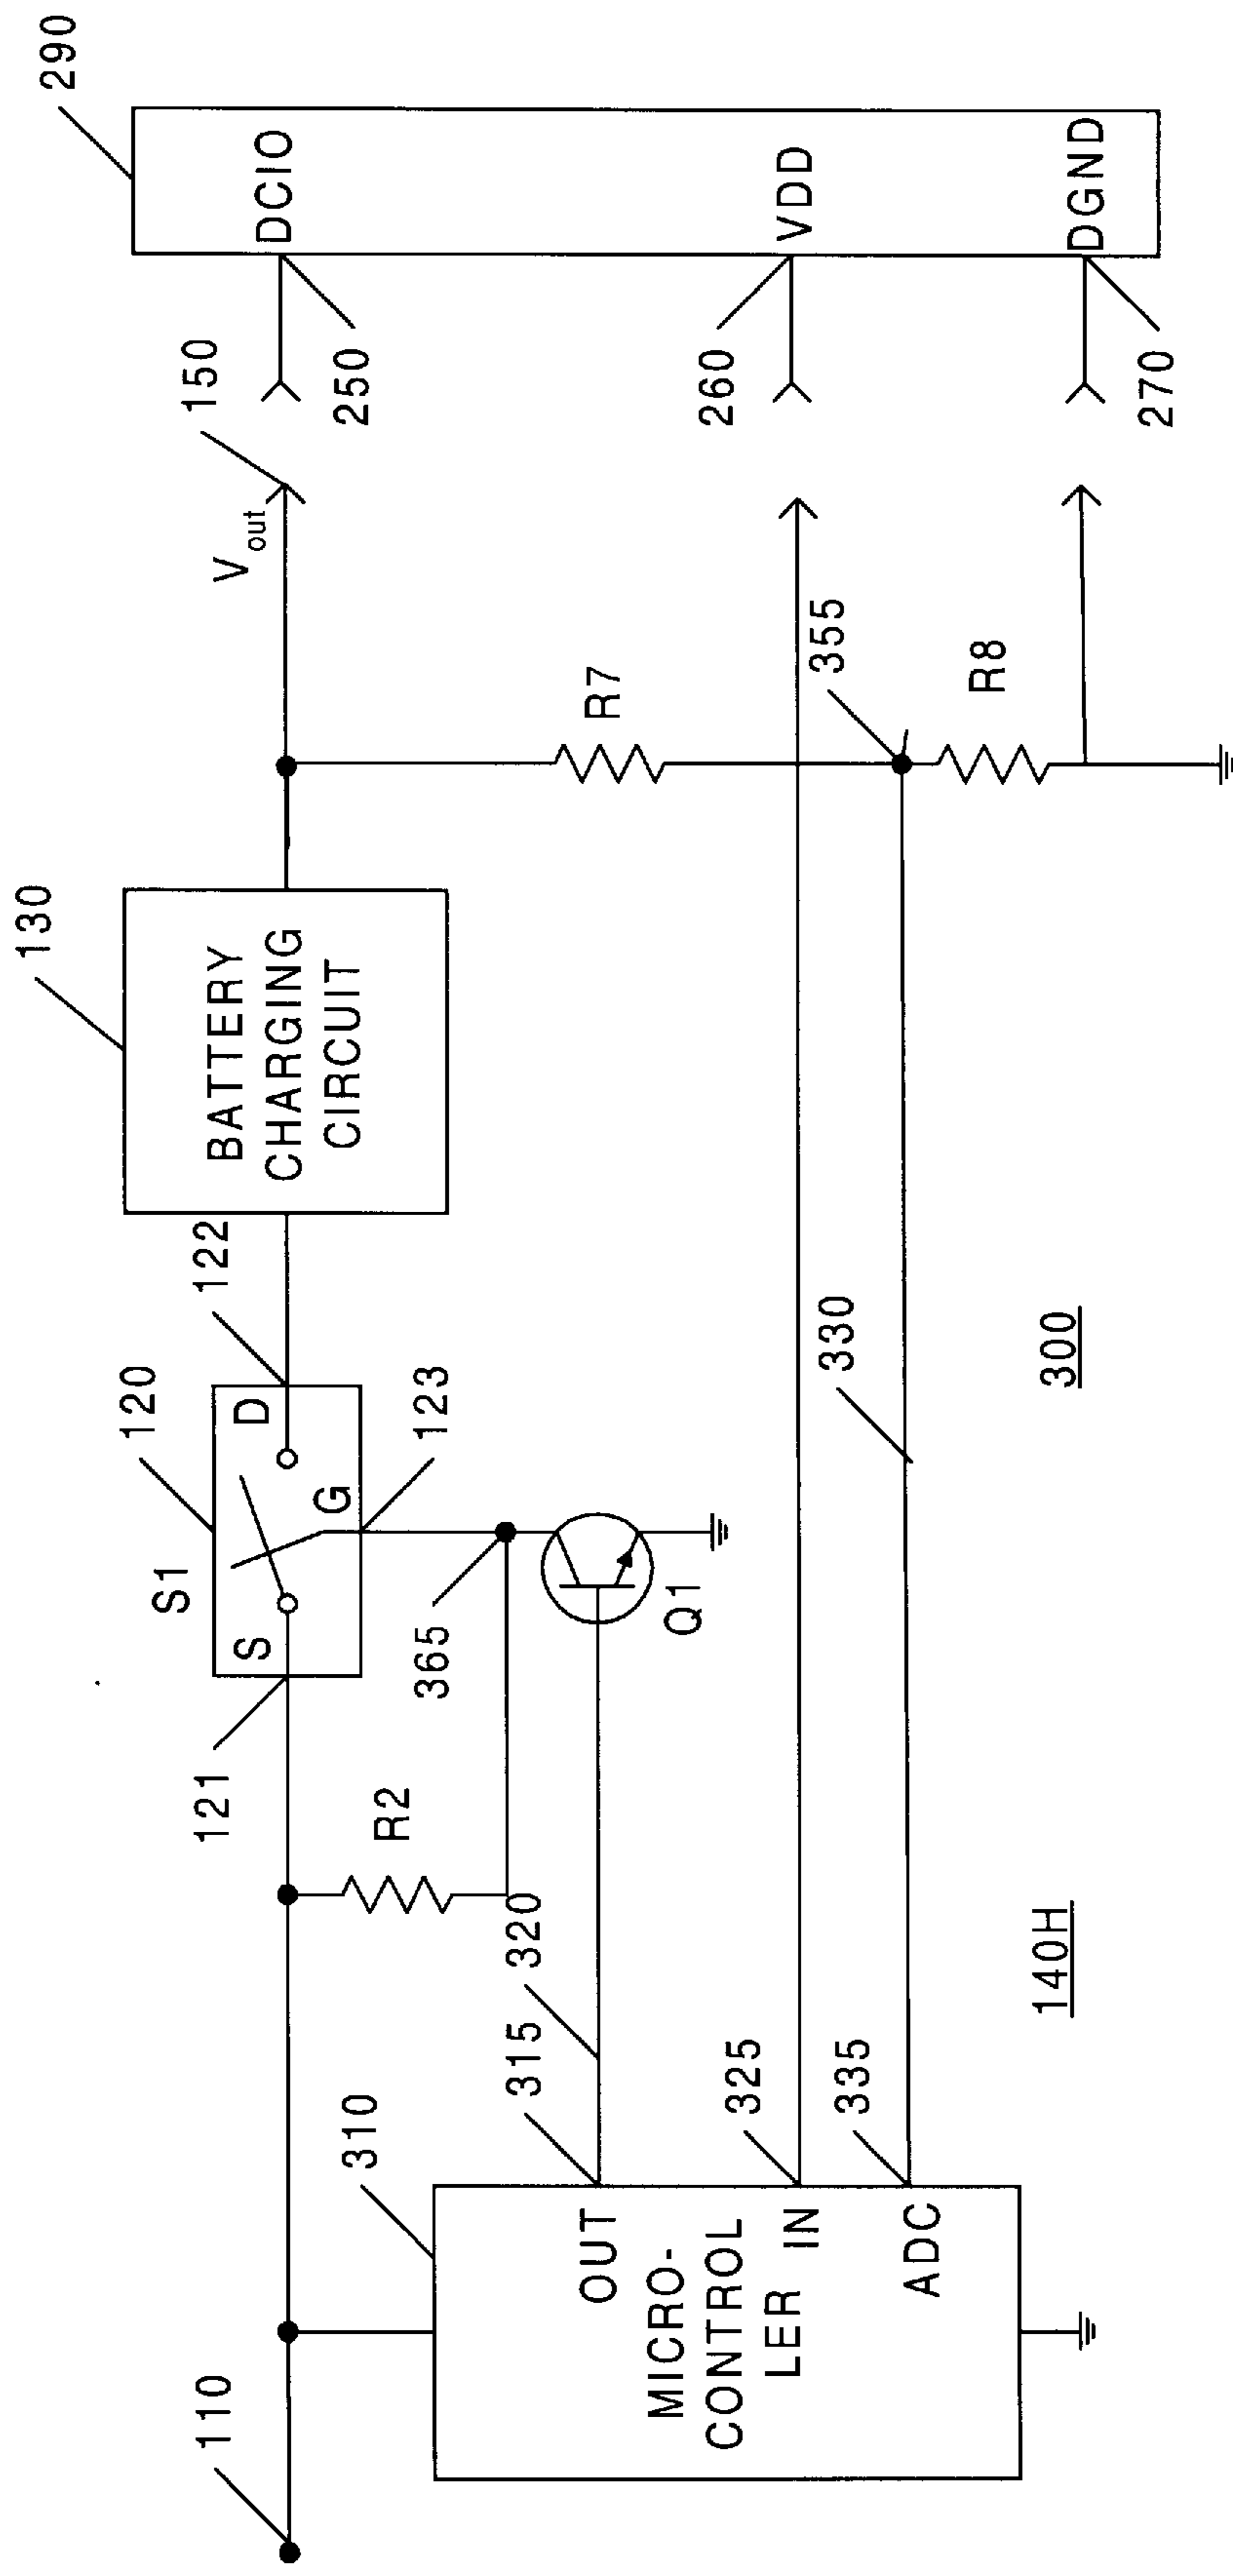 290
DCIO
VDD
DGND
150
250
260
270
Vout
355
R7
R8
130
BATTERY
CHARGING
CIRCUIT
122
120
D
G
123
S1
S
121
365
Q1
330
300
R2
320
315
310
325
335
140H
OUT
MICRO-
CONTROL
LER IN
ADC
110